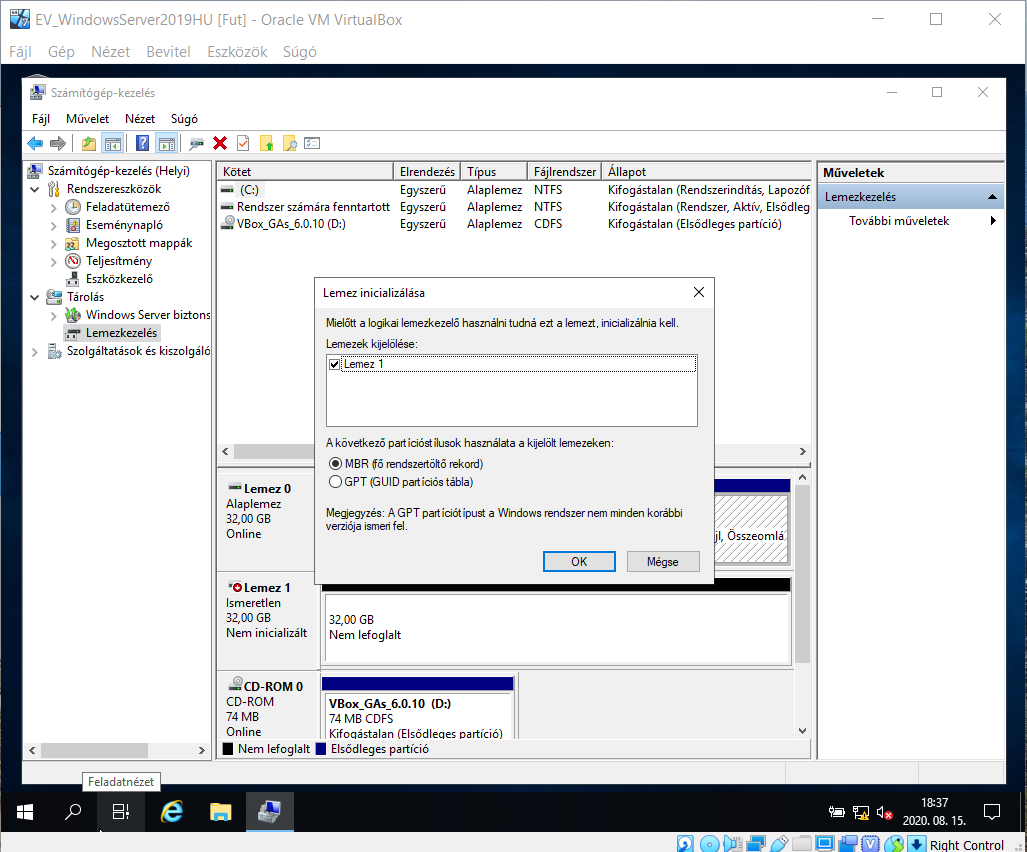 EV_WindowsServer2019HU [Fut] - Oracle VM VirtualBox
Fájl Gép Nézet Bevitel Eszközök Súgó
Számítógép-kezelés
Fájl Művelet Nézet Súgó
Számítógép-kezelés (Helyi)
Rendszereszközök
Feladatütemező
Eseménynapló
Megosztott mappák
Teljesítmény
Eszközkezelő
Tárolás
Windows Server biztons
Lemezkezelés
Szolgáltatások és kiszolgáló
Kötet Elrendezés Típus Fájlrendszer Állapot
(C:) Egyszerű Alaplemez NTFS Kifogástalan (Rendszerindítás, Lapozóf
Rendszer számára fenntartott Egyszerű Alaplemez NTFS Kifogástalan (Rendszer, Aktív, Elsődleg
VBox_GAs_6.0.10 (D:) Egyszerű Alaplemez CDFS Kifogástalan (Elsődleges partíció)
Műveletek
Lemezkezelés
További műveletek
Lemez inicializálása
Mielőtt a logikai lemezkezelő használni tudná ezt a lemezt, inicializálnia kell.
Lemezek kijelölése:
Lemez 1
A következő partícióstílusok használata a kijelölt lemezeken:
MBR (fő rendszertöltő rekord)
GPT (GUID partíciós tábla)
Megjegyzés: A GPT partíciótípust a Windows rendszer nem minden korábbi
verziója ismeri fel.
OK Mégse
Lemez 0
Alaplemez
32,00 GB
Online
jl, Összeomlá
Lemez 1
Ismeretlen
32,00 GB
Nem inicializált
32,00 GB
Nem lefoglalt
CD-ROM 0
CD-ROM
74 MB
Online
VBox_GAs_6.0.10 (D:)
74 MB CDFS
Kifogástalan (Elsődleges partíció)
Nem lefoglalt Elsődleges partíció
Feladatnézet
18:37
2020. 08. 15.
Right Control